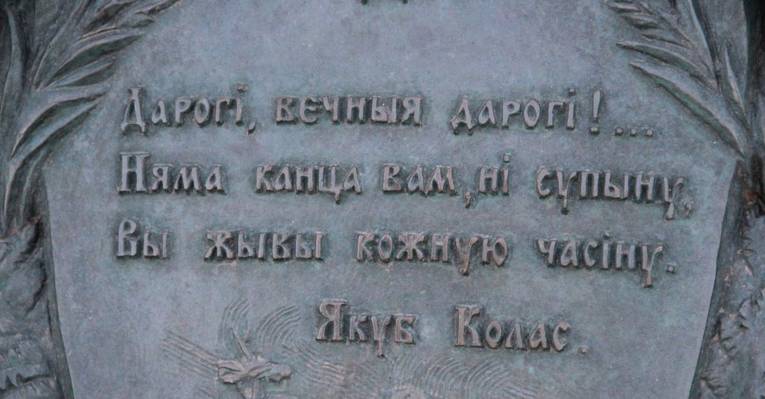 Дарогі, вечныя дарогі!....
Няма канца вам, ні супыну,
Вы жывы кожную часіну.
Якуб Колас.